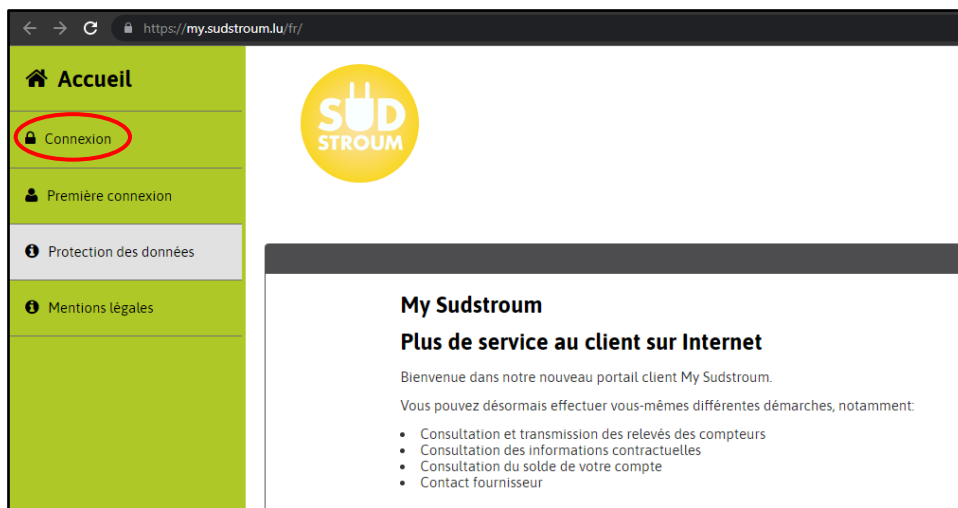 https://my.sudstroum.lu/fr/
Accueil
Connexion
Première connexion
Protection des données
Mentions légales
SUD
STROUM
My Sudstroum
Plus de service au client sur Internet
Bienvenue dans notre nouveau portail client My Sudstroum.
Vous pouvez désormais effectuer vous-mêmes différentes démarches, notamment:
• Consultation et transmission des relevés des compteurs
• Consultation des informations contractuelles
• Consultation du solde de votre compte
• Contact fournisseur